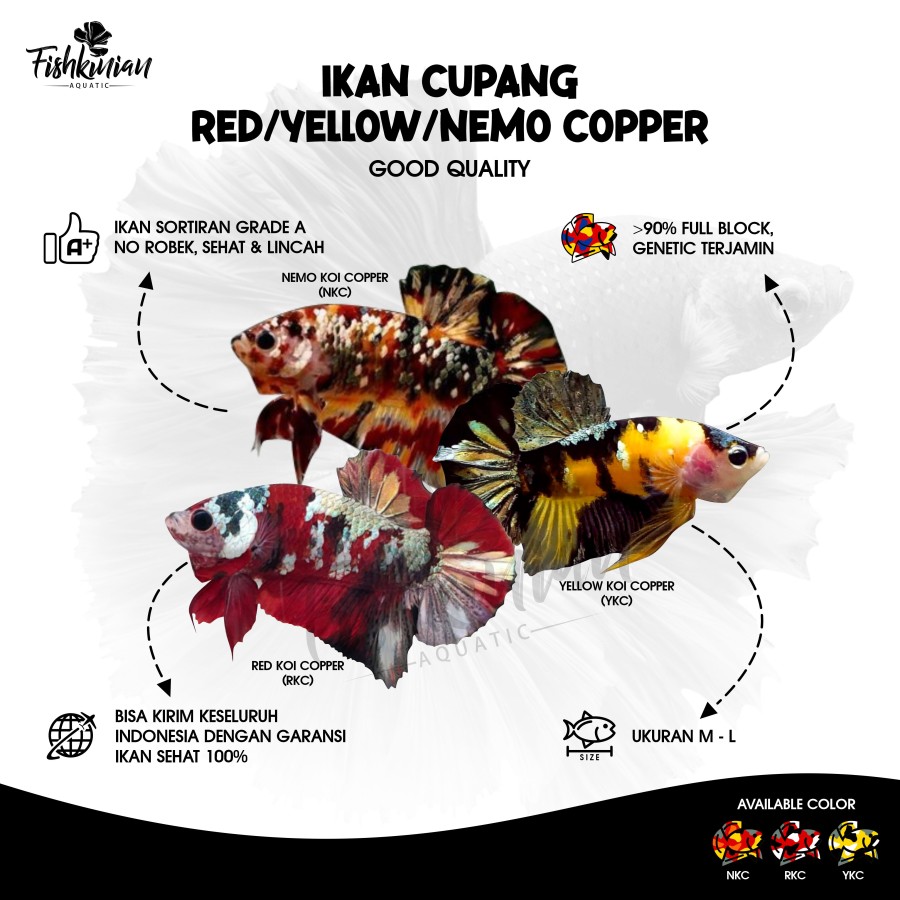 Fishkinian
AQUATIC
IKAN CUPANG
RED/YELLOW/NEMO COPPER
GOOD QUALITY
A+
IKAN SORTIRAN GRADE A
NO ROBEK, SEHAT & LINCAH
>90% FULL BLOCK,
GENETIC TERJAMIN
NEMO KOI COPPER
(NKC)
YELLOW KOI COPPER
(YKC)
AQUATIC
RED KOI COPPER
(RKC)
BISA KIRIM KESELURUH
INDONESIA DENGAN GARANSI
IKAN SEHAT 100%
SIZE
UKURAN M - L
AVAILABLE COLOR
NKC
RKC
YKC